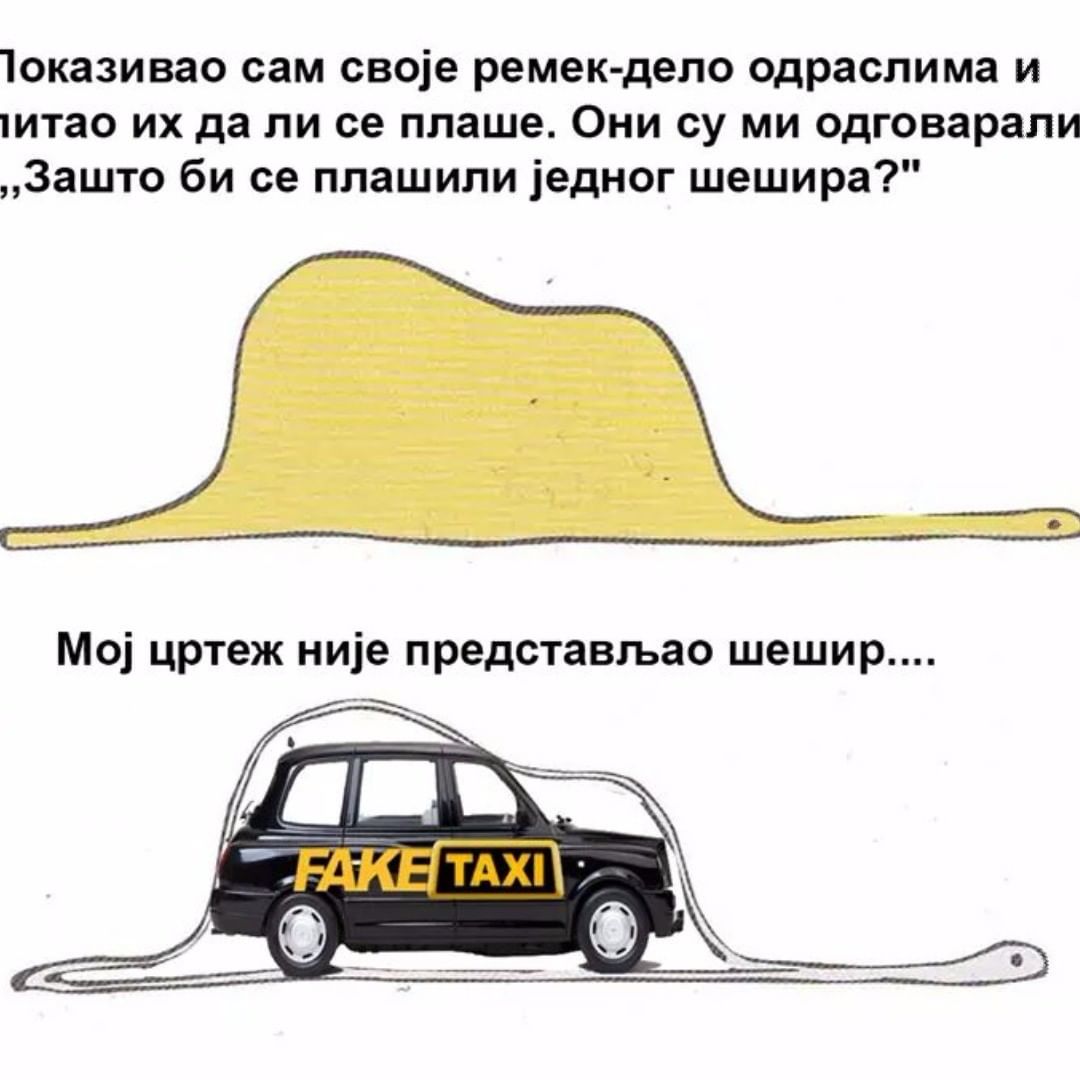 Показивао сам своје ремек-дело одраслима и
питао их да ли се плаше. Они су ми одговарали
,,Зашто би се плашили једног шешира?"
Мој цртеж није представљао шешир....
FAKE TAXI